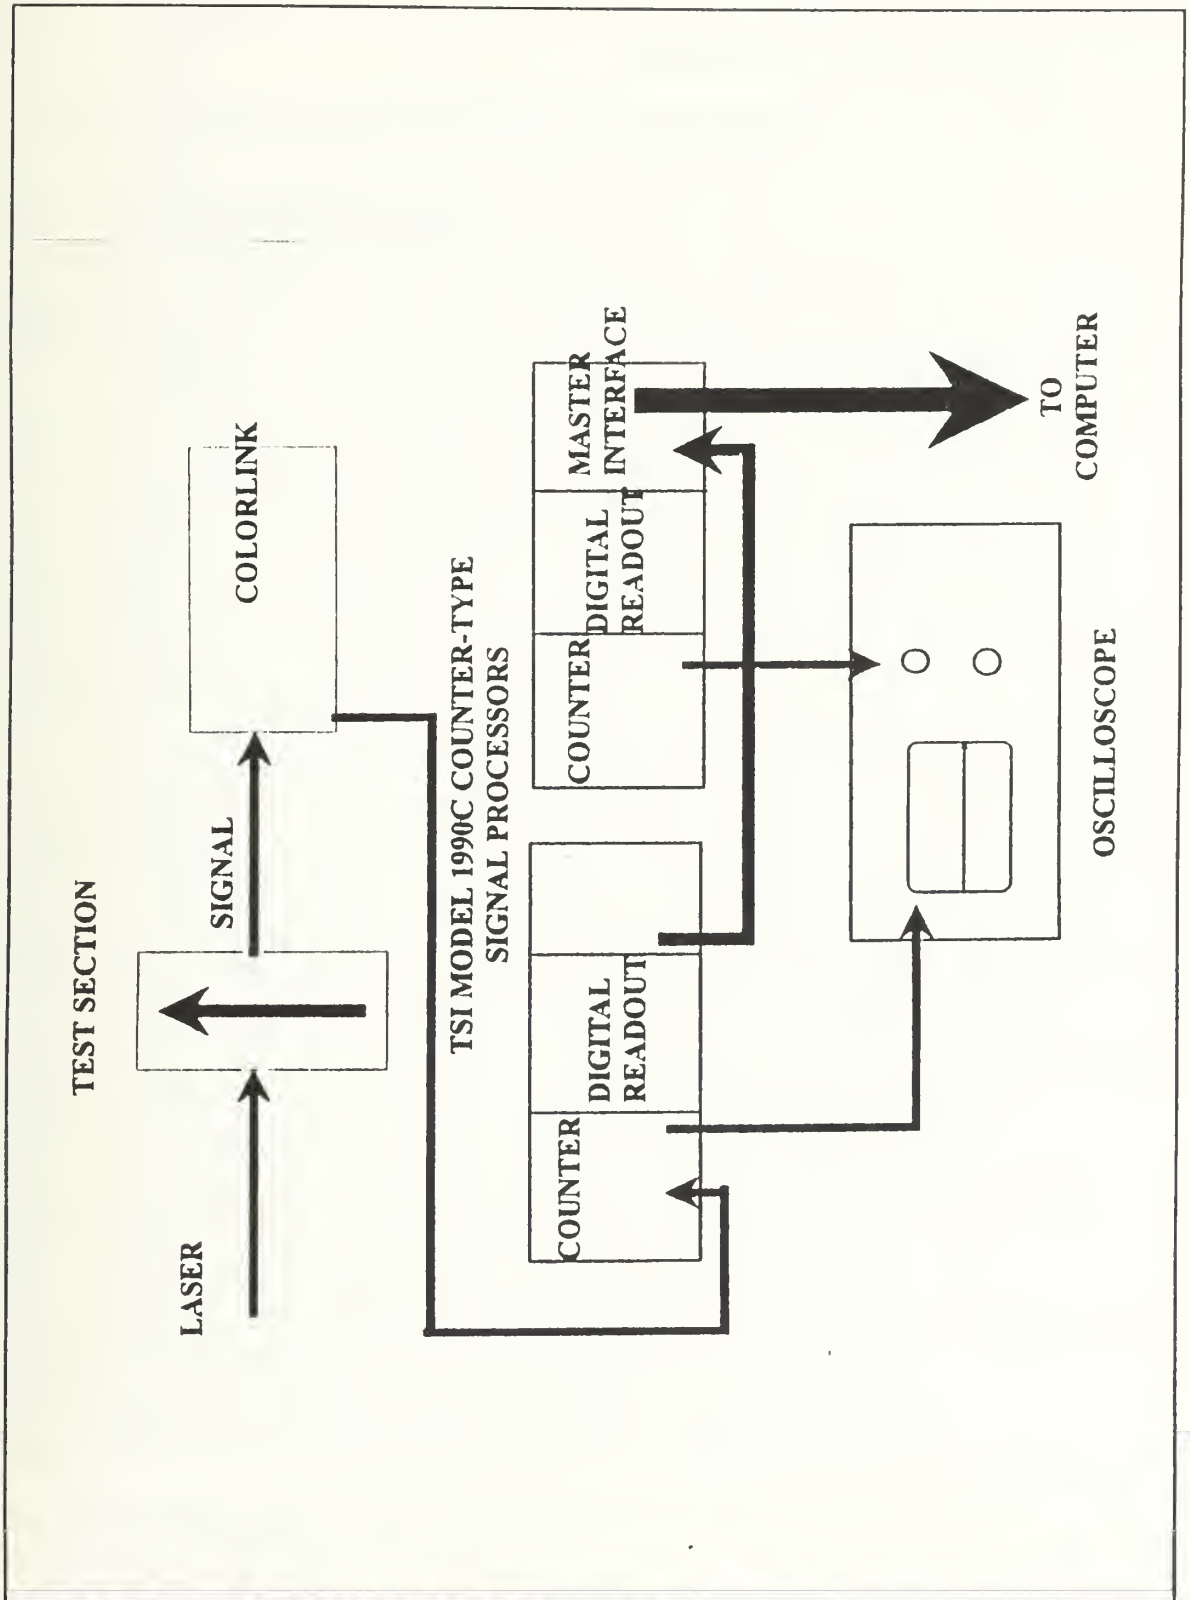 TEST SECTION
LASER
SIGNAL
COLORLINK
TSI MODEL 1990C COUNTER-TYPE
SIGNAL PROCESSORS
COUNTER
DIGITAL
READOUT
COUNTER
DIGITAL
READOUT
MASTER
INTERFACE
OSCILLOSCOPE
TO
COMPUTER